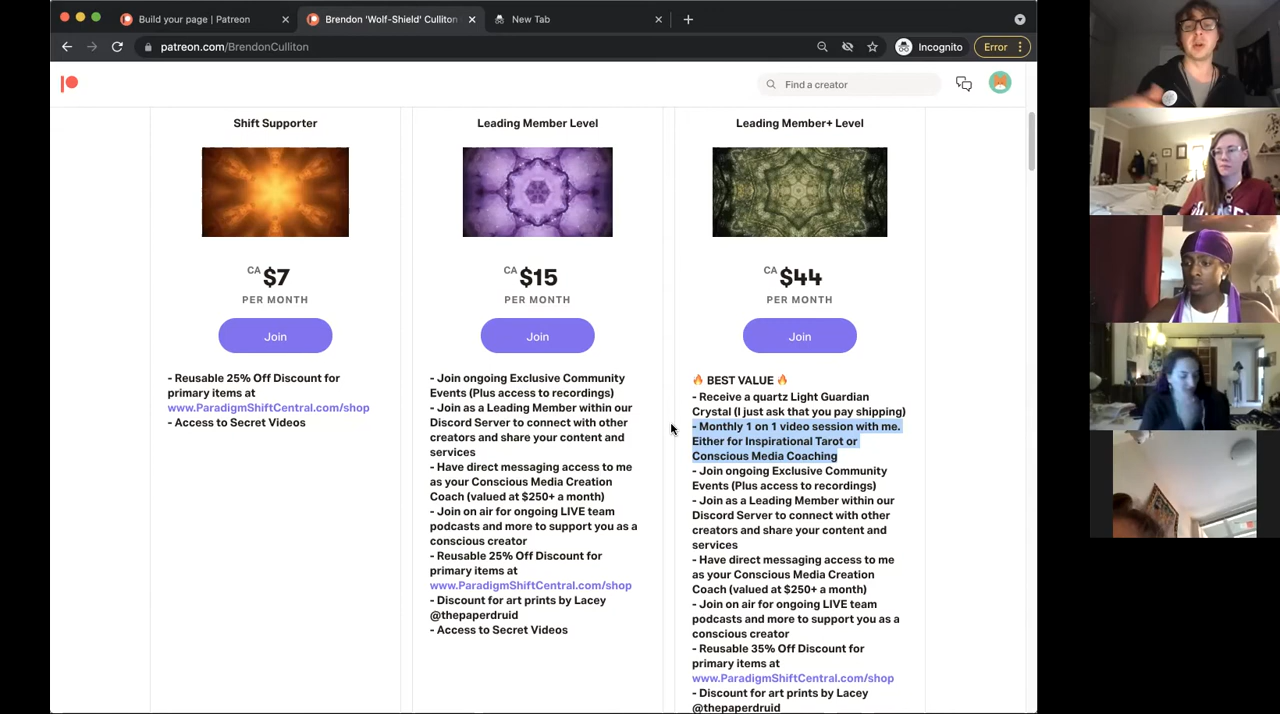 Build your page | Patreon
Brendon 'Wolf-Shield' Culliton
New Tab
patreon.com/BrendonCulliton
Incognito
Error
Find a creator
Shift Supporter
CA $7
PER MONTH
Join
- Reusable 25% Off Discount for
primary items at
www.ParadigmShiftCentral.com/shop
- Access to Secret Videos
Leading Member Level
CA $15
PER MONTH
Join
- Join ongoing Exclusive Community
Events (Plus access to recordings)
- Join as a Leading Member within our
Discord Server to connect with other
creators and share your content and
services
- Have direct messaging access to me
as your Conscious Media Creation
Coach (valued at $250+ a month)
- Join on air for ongoing LIVE team
podcasts and more to support you as a
conscious creator
- Reusable 25% Off Discount for
primary items at
www.ParadigmShiftCentral.com/shop
- Discount for art prints by Lacey
@thepaperdruid
- Access to Secret Videos
Leading Member+ Level
CA $44
PER MONTH
Join
🔥 BEST VALUE 🔥
- Receive a quartz Light Guardian
Crystal (I just ask that you pay shipping)
- Monthly 1 on 1 video session with me.
Either for Inspirational Tarot or
Conscious Media Coaching
- Join ongoing Exclusive Community
Events (Plus access to recordings)
- Join as a Leading Member within our
Discord Server to connect with other
creators and share your content and
services
- Have direct messaging access to me
as your Conscious Media Creation
Coach (valued at $250+ a month)
- Join on air for ongoing LIVE team
podcasts and more to support you as a
conscious creator
- Reusable 35% Off Discount for
primary items at
www.ParadigmShiftCentral.com/shop
- Discount for art prints by Lacey
@thepaperdruid